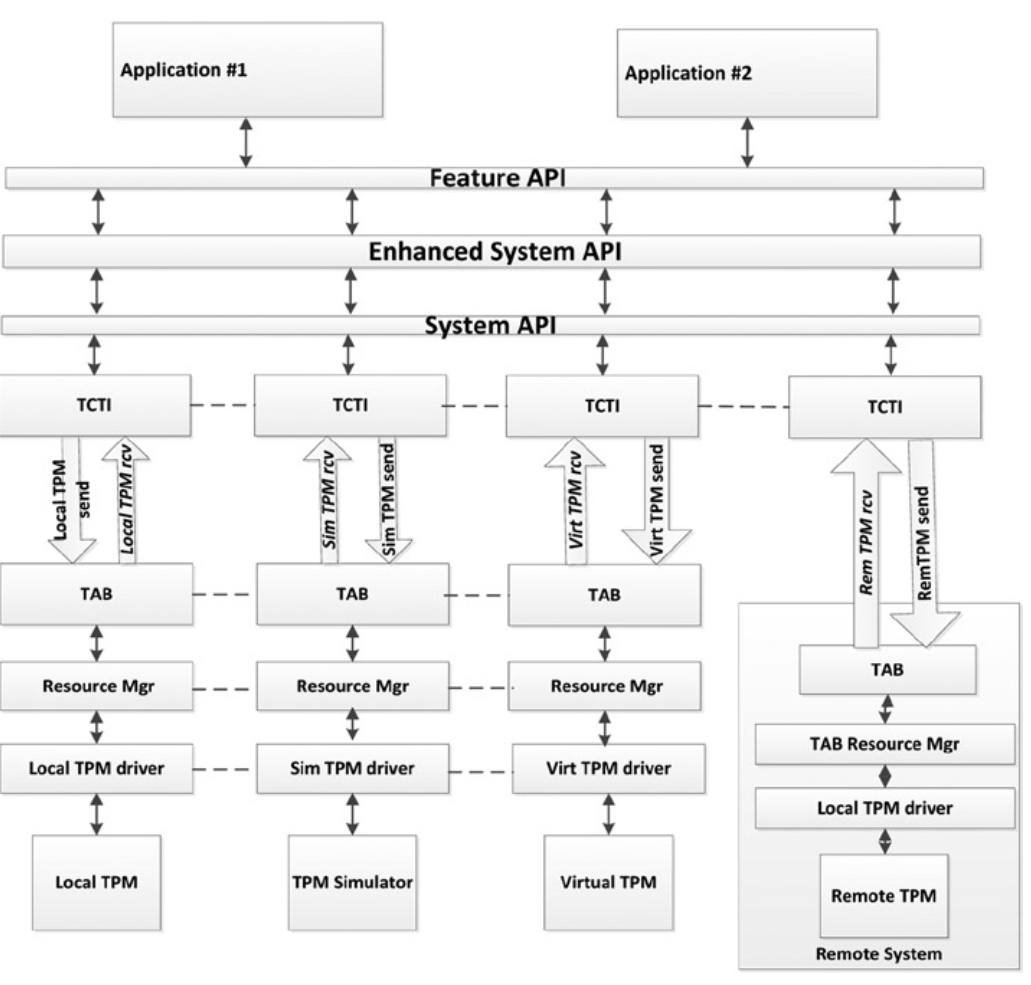 Application #1
Application #2
Feature API
Enhanced System API
System API
TCTI
TCTI
TCTI
TCTI
Local TPM
send
Local TPM rcv
Sim TPM rcv
Sim TPM send
Virt TPM rcv
Virt TPM send
Rem TPM rcv
RemTPM send
TAB
TAB
TAB
TAB
Resource Mgr
Resource Mgr
Resource Mgr
TAB Resource Mgr
Local TPM driver
Sim TPM driver
Virt TPM driver
Local TPM driver
Local TPM
TPM Simulator
Virtual TPM
Remote TPM
Remote System